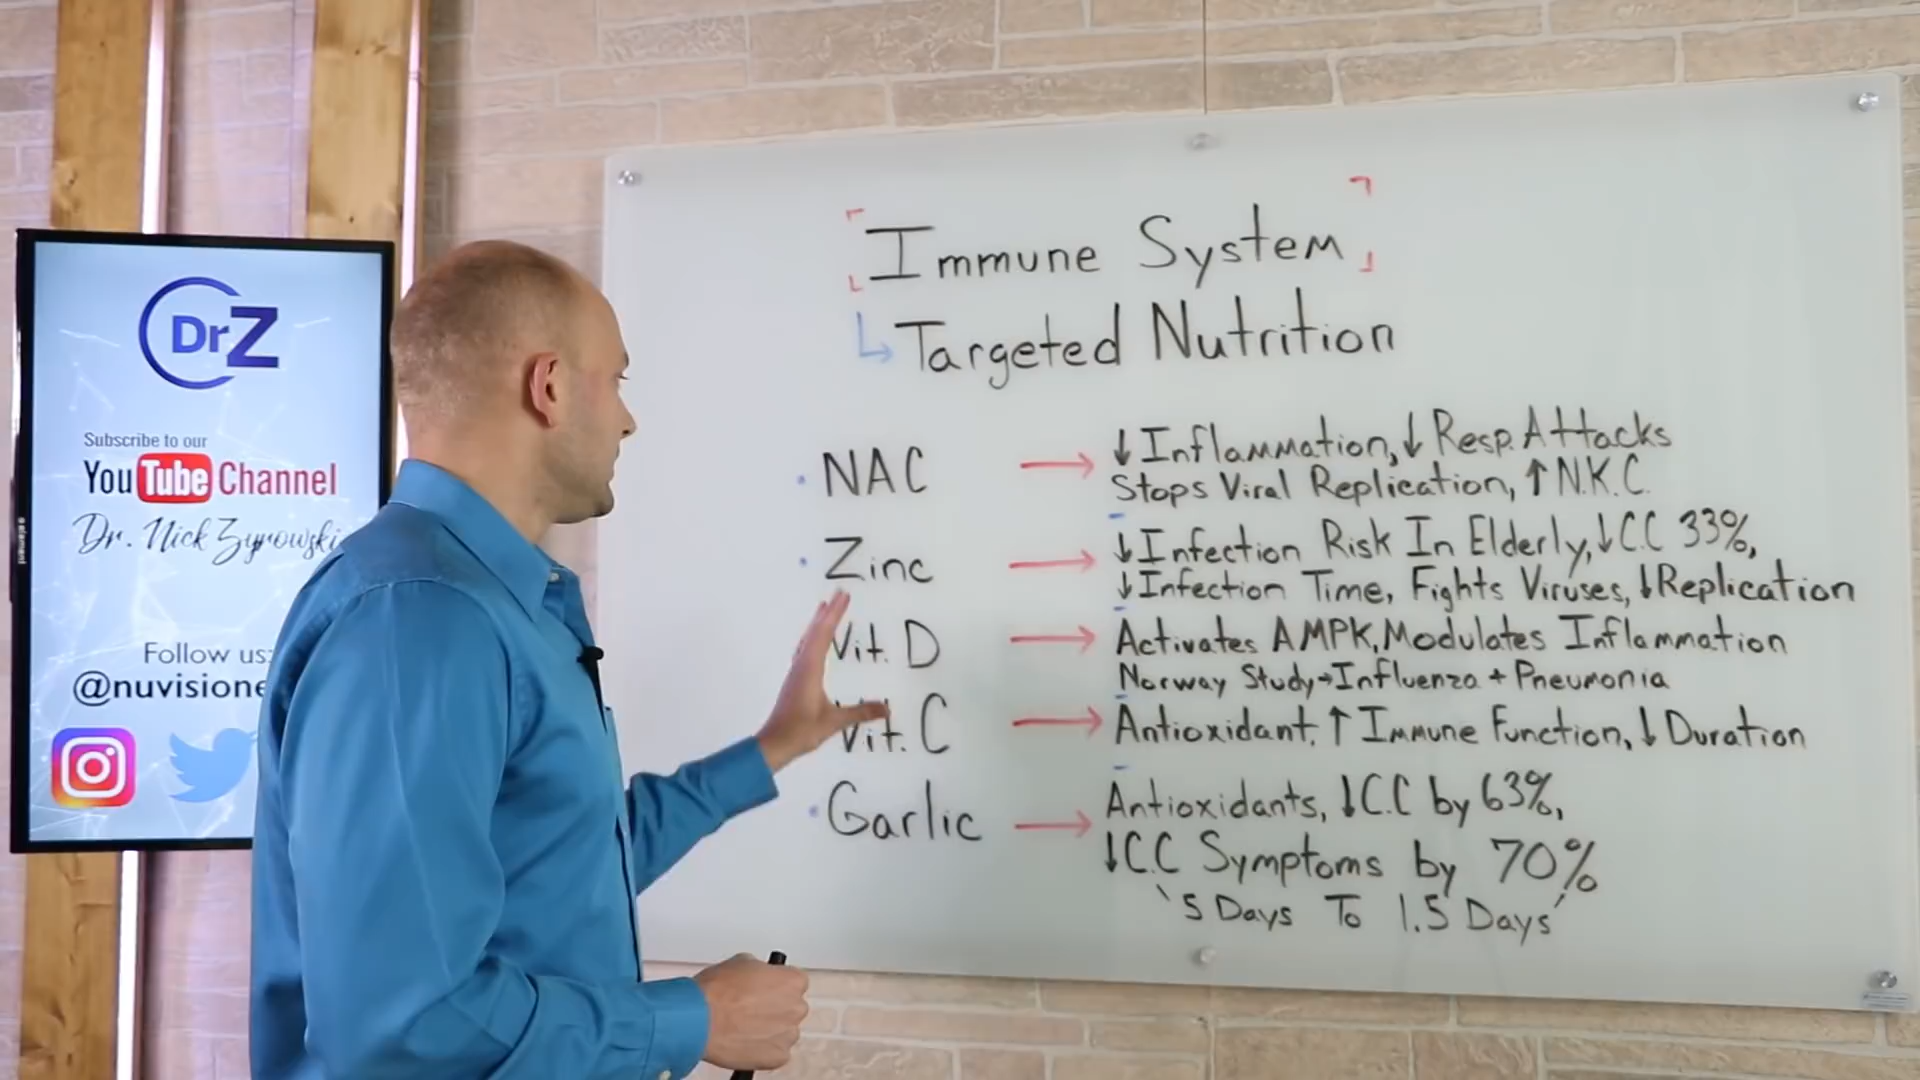 DrZ
Subscribe to our
YouTube Channel
Dr. Nick Zyrowski
Follow us:
@nuvisione
Immune System
Targeted Nutrition
NAC → ↓Inflammation, ↓Resp. Attacks
Stops Viral Replication, ↑N.K.C.
Zinc → ↓Infection Risk In Elderly, ↓C.C 33%,
↓Infection Time, Fights Viruses, ↓Replication
Vit. D → Activates AMPK, Modulates Inflammation
Norway Study→Influenza + Pneumonia
Vit. C → Antioxidant, ↑Immune Function, ↓Duration
Garlic → Antioxidants, ↓C.C by 63%,
↓C.C Symptoms by 70%
5 Days To 1.5 Days